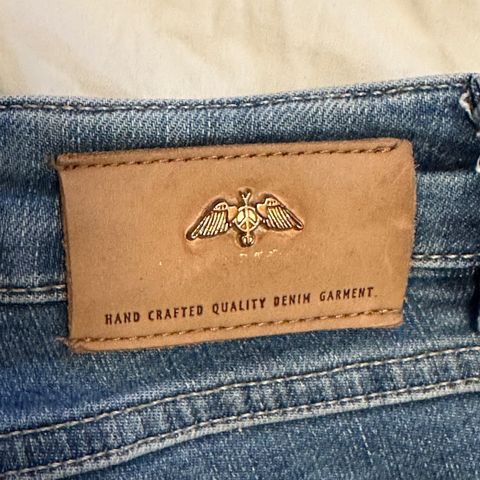 HAND CRAFTED QUALITY DENIM GARMENT.